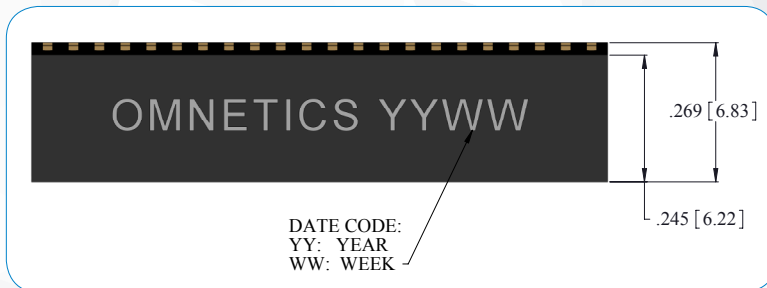 OMNETICS YYWW
.269 [6.83]
.245 [6.22]
DATE CODE:
YY: YEAR
WW: WEEK